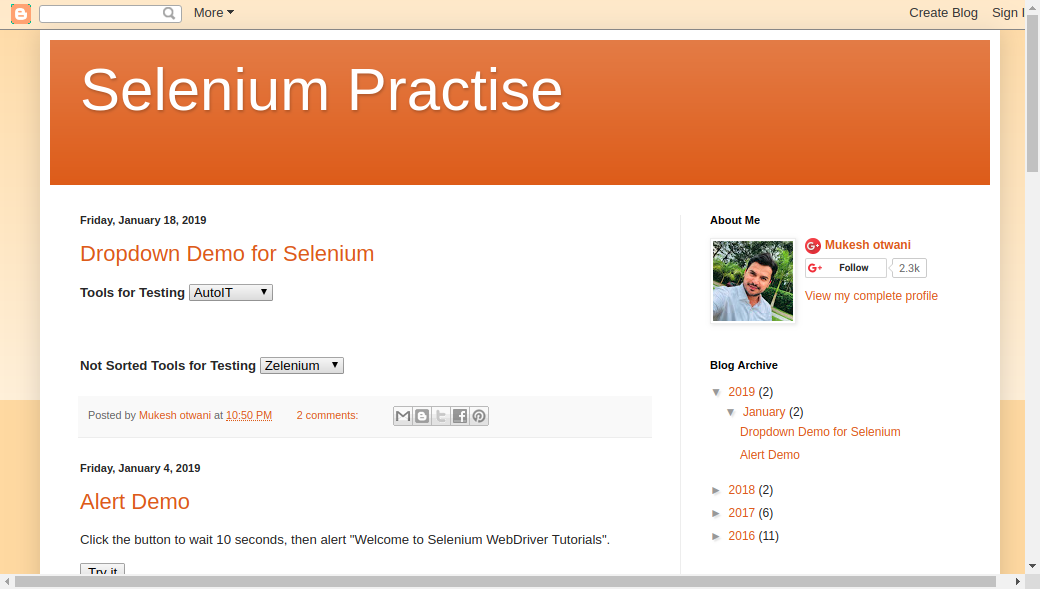 More
Create Blog Sign I
Selenium Practise
Friday, January 18, 2019
Dropdown Demo for Selenium
Tools for Testing AutoIT
Not Sorted Tools for Testing Zelenium
Posted by Mukesh otwani at 10:50 PM 2 comments:
Friday, January 4, 2019
Alert Demo
Click the button to wait 10 seconds, then alert "Welcome to Selenium WebDriver Tutorials".
Try it
About Me
Mukesh otwani
Follow 2.3k
View my complete profile
Blog Archive
▼ 2019 (2)
▼ January (2)
Dropdown Demo for Selenium
Alert Demo
► 2018 (2)
► 2017 (6)
► 2016 (11)